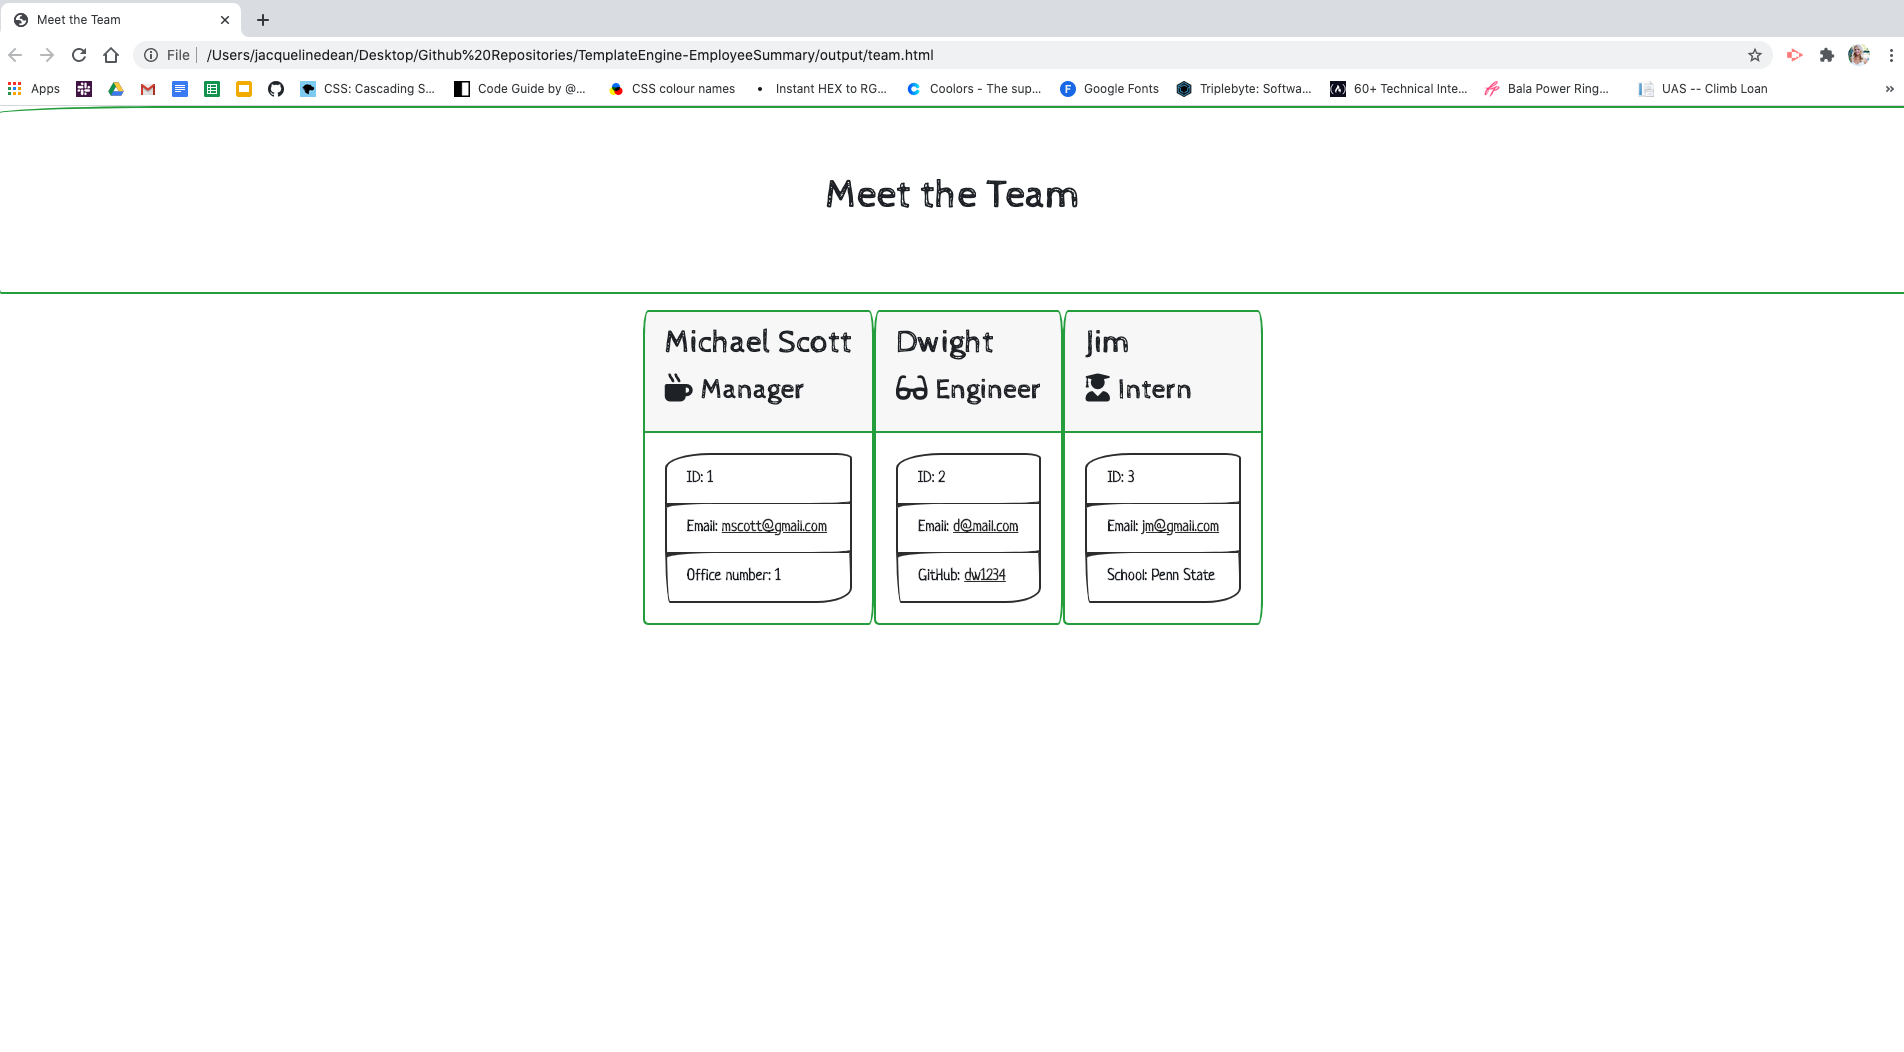 Meet the Team
File /Users/jacquelinedean/Desktop/Github%20Repositories/TemplateEngine-EmployeeSummary/output/team.html
Apps CSS: Cascading S... Code Guide by @... CSS colour names Instant HEX to RG... Coolors - The sup... Google Fonts Triplebyte: Softwa... 60+ Technical Inte... Bala Power Ring... UAS -- Climb Loan »
Meet the Team
Michael Scott
Manager
ID: 1
Email: mscott@gmail.com
Office number: 1
Dwight
Engineer
ID: 2
Email: d@mail.com
GitHub: dw1234
Jim
Intern
ID: 3
Email: jm@gmail.com
School: Penn State